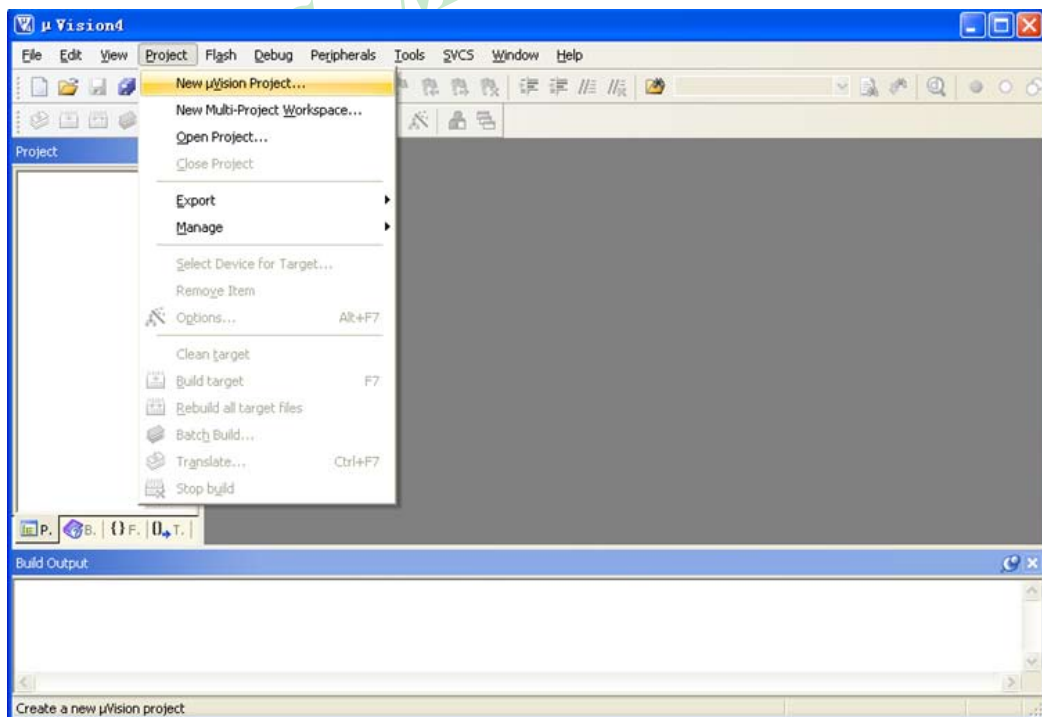 µ Vision4
File Edit View Project Flash Debug Peripherals Tools SVCS Window Help
New µVision Project...
New Multi-Project Workspace...
Project
Open Project...
Close Project
Export
Manage
Select Device for Target...
Remove Item
Options... Alt+F7
Clean target
Build target F7
Rebuild all target files
Batch Build...
Translate... Ctrl+F7
Stop build
P. B. {} F. 0 T.
Build Output
Create a new µVision project